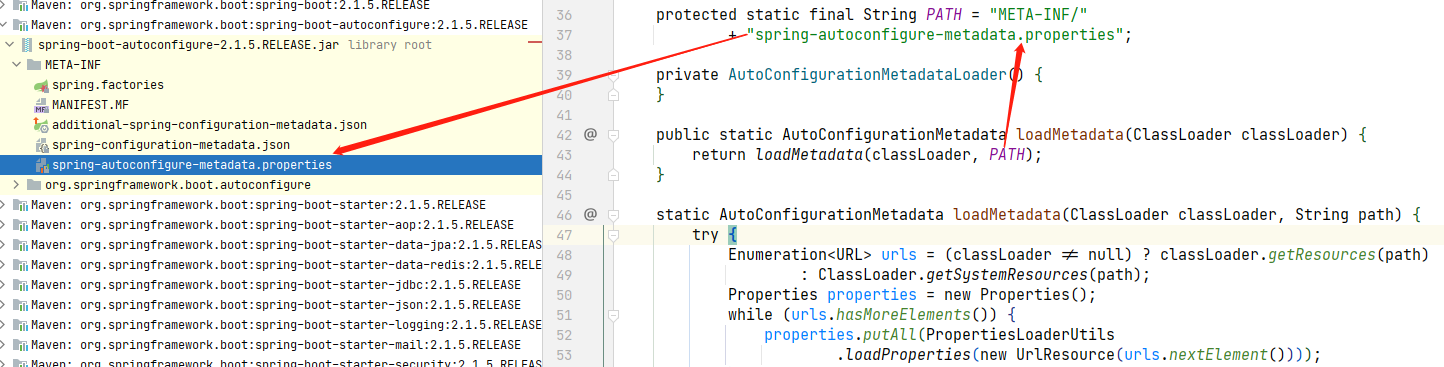 Maven: org.springframework.boot:spring-boot:2.1.5.RELEASE
Maven: org.springframework.boot:spring-boot-autoconfigure:2.1.5.RELEASE
spring-boot-autoconfigure-2.1.5.RELEASE.jar library root
META-INF
spring.factories
MANIFEST.MF
additional-spring-configuration-metadata.json
spring-configuration-metadata.json
spring-autoconfigure-metadata.properties
org.springframework.boot.autoconfigure
Maven: org.springframework.boot:spring-boot-starter:2.1.5.RELEASE
Maven: org.springframework.boot:spring-boot-starter-aop:2.1.5.RELEASE
Maven: org.springframework.boot:spring-boot-starter-data-jpa:2.1.5.RELEAS
Maven: org.springframework.boot:spring-boot-starter-data-redis:2.1.5.RELE
Maven: org.springframework.boot:spring-boot-starter-jdbc:2.1.5.RELEASE
Maven: org.springframework.boot:spring-boot-starter-json:2.1.5.RELEASE
Maven: org.springframework.boot:spring-boot-starter-logging:2.1.5.RELEASE
Maven: org.springframework.boot:spring-boot-starter-mail:2.1.5.RELEASE
Maven: org.springframework.boot:spring-boot-starter-security:2.1.5.RELEAS
36 protected static final String PATH = "META-INF/"
37 + "spring-autoconfigure-metadata.properties";
38
39 private AutoConfigurationMetadataLoader() {
40 }
41
42 @ public static AutoConfigurationMetadata loadMetadata(ClassLoader classLoader) {
43 return loadMetadata(classLoader, PATH);
44 }
45
46 @ static AutoConfigurationMetadata loadMetadata(ClassLoader classLoader, String path) {
47 try {
48 Enumeration<URL> urls = (classLoader != null) ? classLoader.getResources(path)
49 : ClassLoader.getSystemResources(path);
50 Properties properties = new Properties();
51 while (urls.hasMoreElements()) {
52 properties.putAll(PropertiesLoaderUtils
53 .loadProperties(new UrlResource(urls.nextElement())));